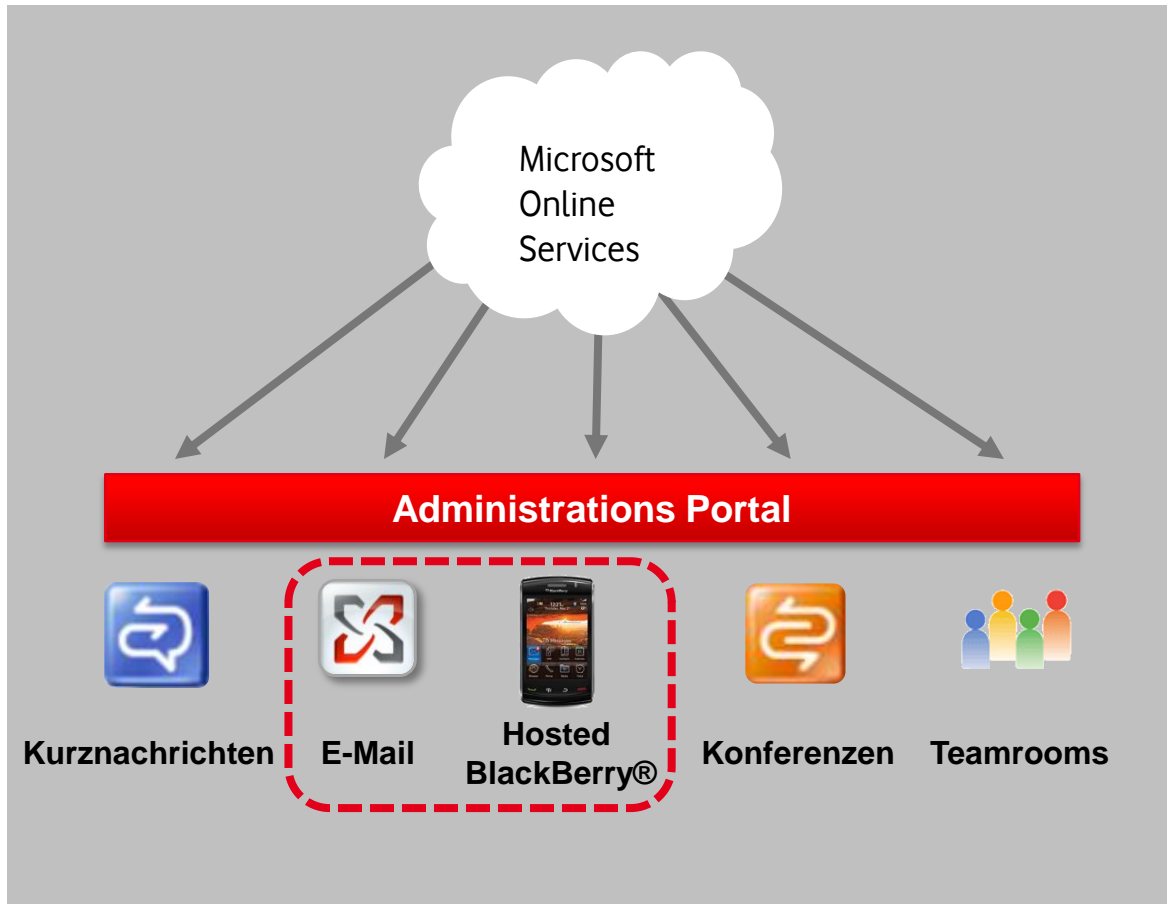 Microsoft
Online
Services
Administrations Portal
Kurznachrichten
E-Mail
Hosted
BlackBerry®
Konferenzen
Teamrooms